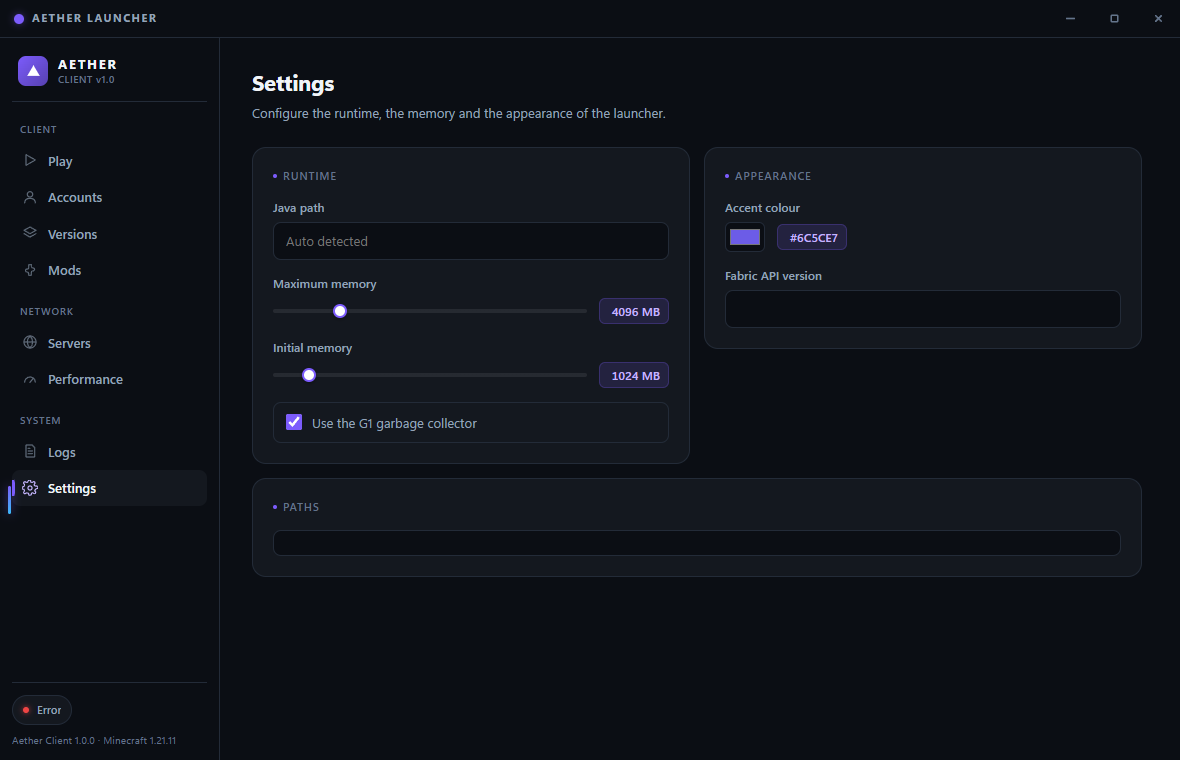 AETHER LAUNCHER
AETHER
CLIENT v1.0
CLIENT
Play
Accounts
Versions
Mods
NETWORK
Servers
Performance
SYSTEM
Logs
Settings
Error
Aether Client 1.0.0 · Minecraft 1.21.11
Settings
Configure the runtime, the memory and the appearance of the launcher.
RUNTIME
Java path
Auto detected
Maximum memory
4096 MB
Initial memory
1024 MB
Use the G1 garbage collector
APPEARANCE
Accent colour
#6C5CE7
Fabric API version
PATHS